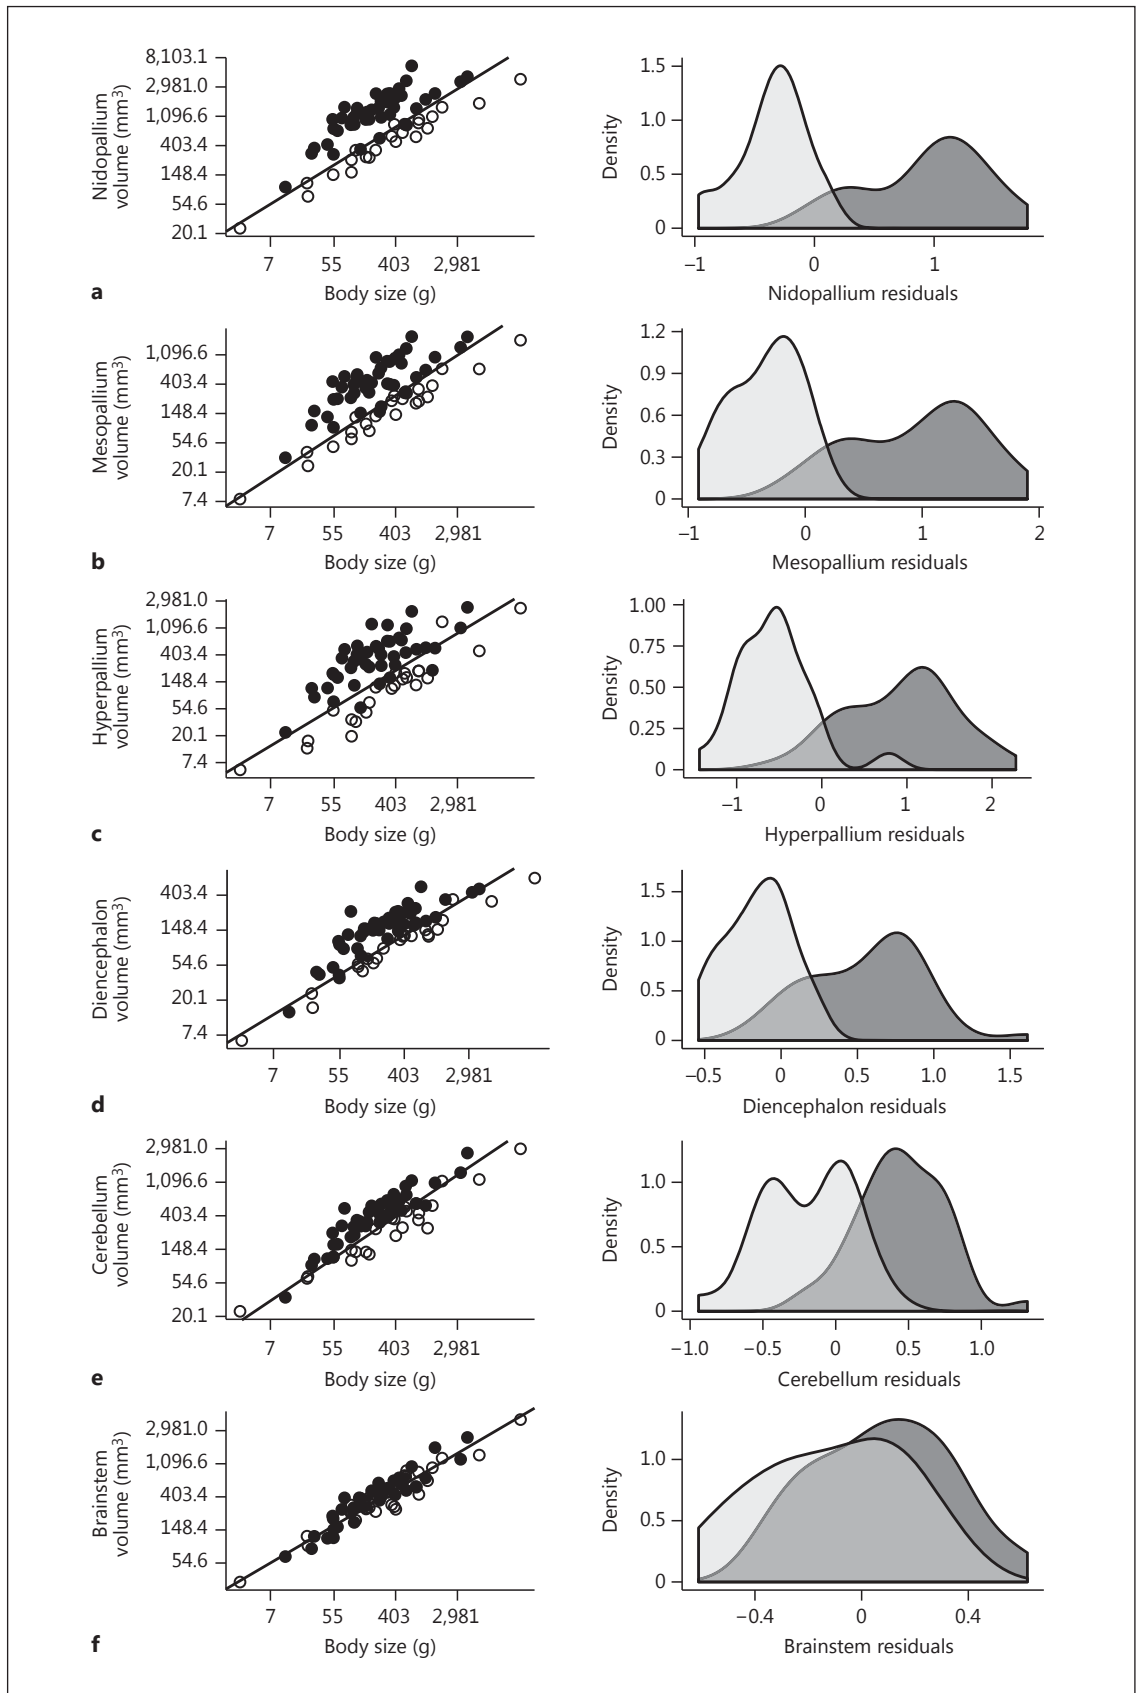 8,103.1
2,981.0
1,096.6
403.4
148.4
54.6
20.1
Nidopallium
volume (mm³)
7 55 403 2,981
Body size (g)
a
1.5
1.0
0.5
0
Density
−1 0 1
Nidopallium residuals
1,096.6
403.4
148.4
54.6
20.1
7.4
Mesopallium
volume (mm³)
7 55 403 2,981
Body size (g)
b
1.2
0.9
0.6
0.3
0
Density
−1 0 1 2
Mesopallium residuals
2,981.0
1,096.6
403.4
148.4
54.6
20.1
7.4
Hyperpallium
volume (mm³)
7 55 403 2,981
Body size (g)
c
1.00
0.75
0.50
0.25
0
Density
−1 0 1 2
Hyperpallium residuals
403.4
148.4
54.6
20.1
7.4
Diencephalon
volume (mm³)
7 55 403 2,981
Body size (g)
d
1.5
1.0
0.5
0
Density
−0.5 0 0.5 1.0 1.5
Diencephalon residuals
2,981.0
1,096.6
403.4
148.4
54.6
20.1
Cerebellum
volume (mm³)
7 55 403 2,981
Body size (g)
e
1.0
0.5
0
Density
−1.0 −0.5 0 0.5 1.0
Cerebellum residuals
2,981.0
1,096.6
403.4
148.4
54.6
Brainstem
volume (mm³)
7 55 403 2,981
Body size (g)
f
1.0
0.5
0
Density
−0.4 0 0.4
Brainstem residuals